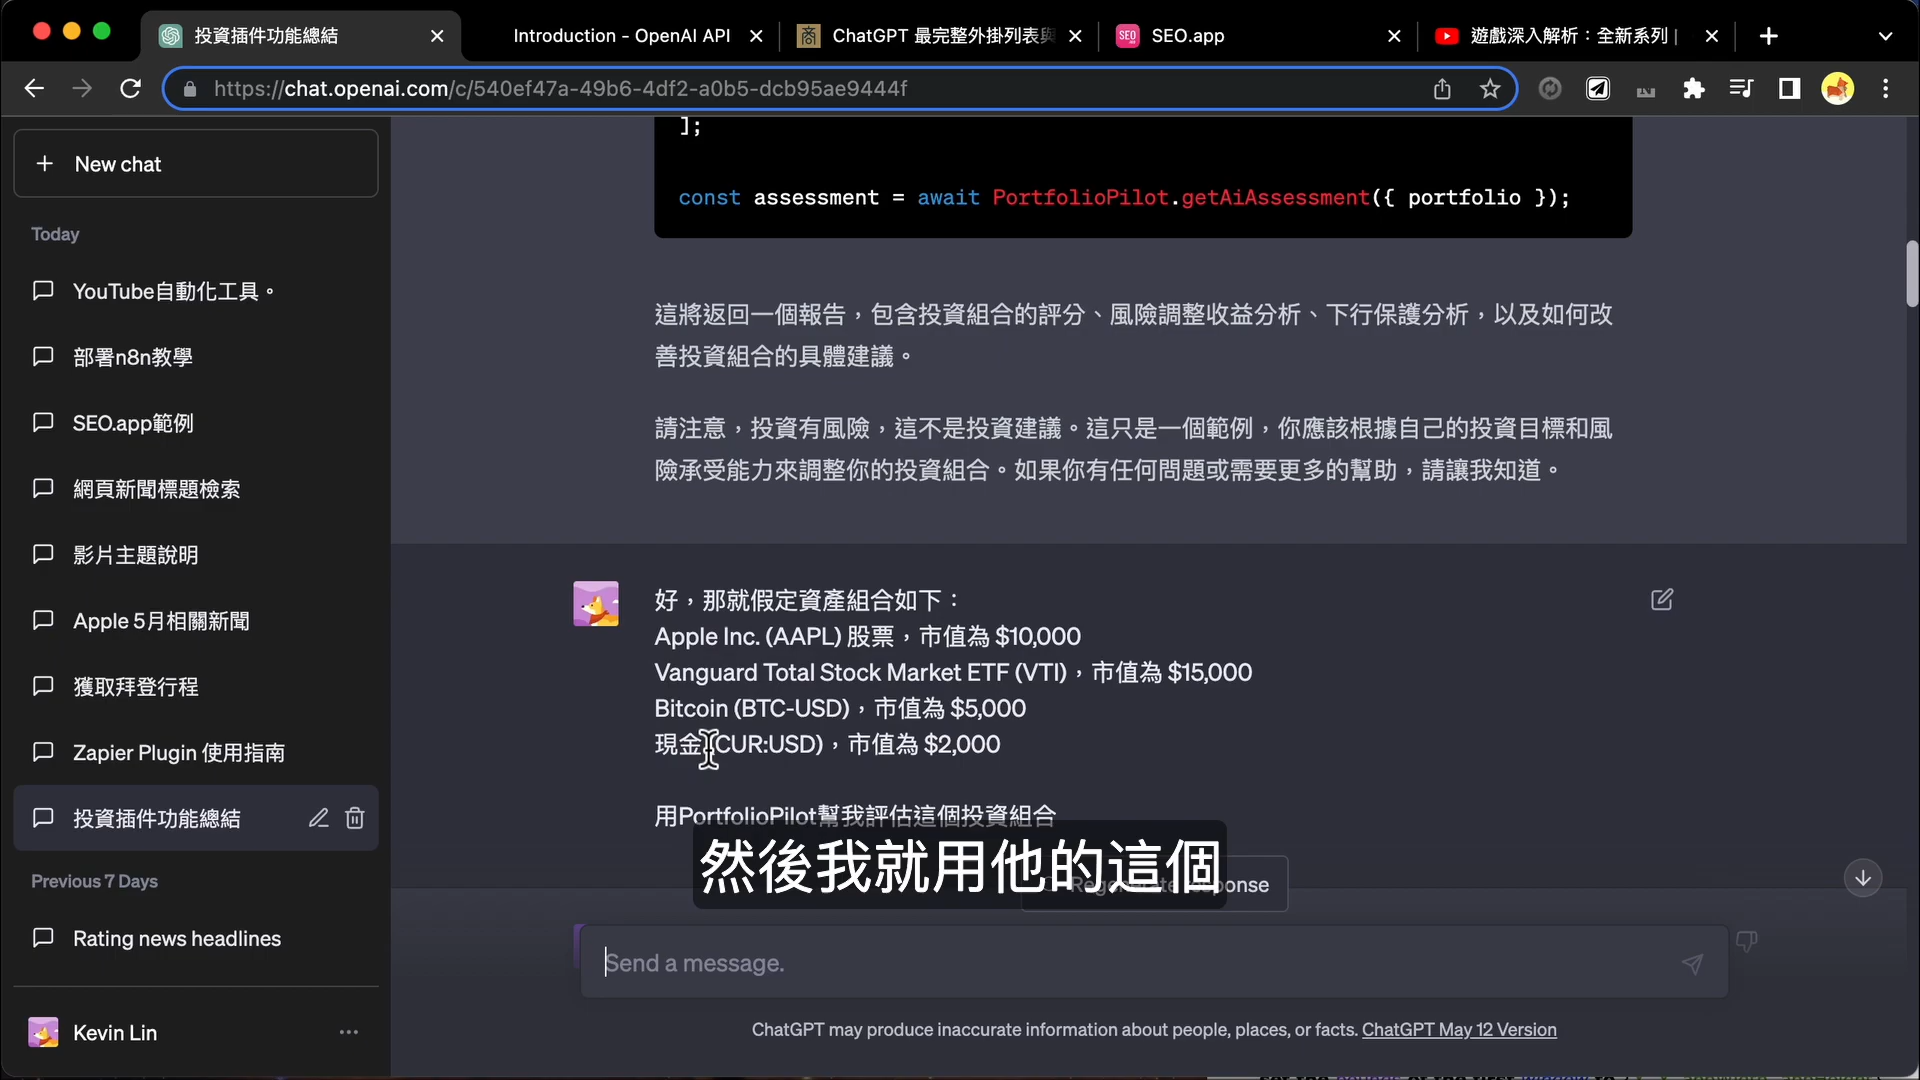 投資插件功能總結
Introduction - OpenAI API
商
ChatGPT 最完整外掛列表與
SEO
SEO.app
遊戲深入解析：全新系列 |
https://chat.openai.com/c/540ef47a-49b6-4df2-a0b5-dcb95ae9444f
New chat
Today
YouTube自動化工具。
部署n8n教學
SEO.app範例
網頁新聞標題檢索
影片主題說明
Apple 5月相關新聞
獲取拜登行程
Zapier Plugin 使用指南
投資插件功能總結
Previous 7 Days
Rating news headlines
Kevin Lin
];
const assessment = await PortfolioPilot.getAiAssessment({ portfolio });
這將返回一個報告，包含投資組合的評分、風險調整收益分析、下行保護分析，以及如何改
善投資組合的具體建議。
請注意，投資有風險，這不是投資建議。這只是一個範例，你應該根據自己的投資目標和風
險承受能力來調整你的投資組合。如果你有任何問題或需要更多的幫助，請讓我知道。
好，那就假定資產組合如下：
Apple Inc. (AAPL) 股票，市值為 $10,000
Vanguard Total Stock Market ETF (VTI)，市值為 $15,000
Bitcoin (BTC-USD)，市值為 $5,000
現金 (CUR:USD)，市值為 $2,000
用PortfolioPilot幫我評估這個投資組合
然後我就用他的這個
Regenerate response
Send a message.
ChatGPT may produce inaccurate information about people, places, or facts. ChatGPT May 12 Version